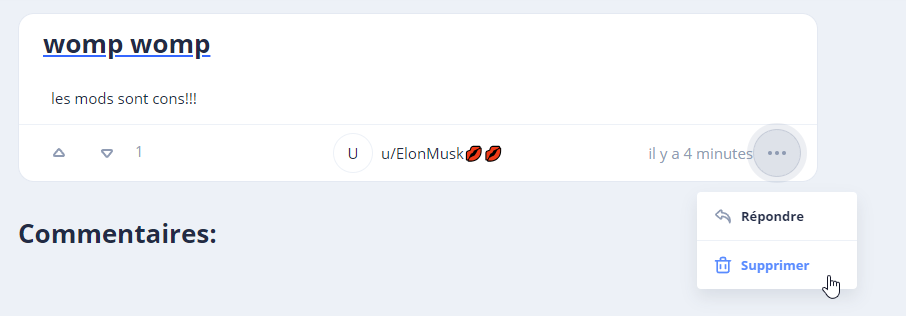 womp womp
les mods sont cons!!!
1
U
u/ElonMusk💋💋
il y a 4 minutes
Répondre
Commentaires:
Supprimer